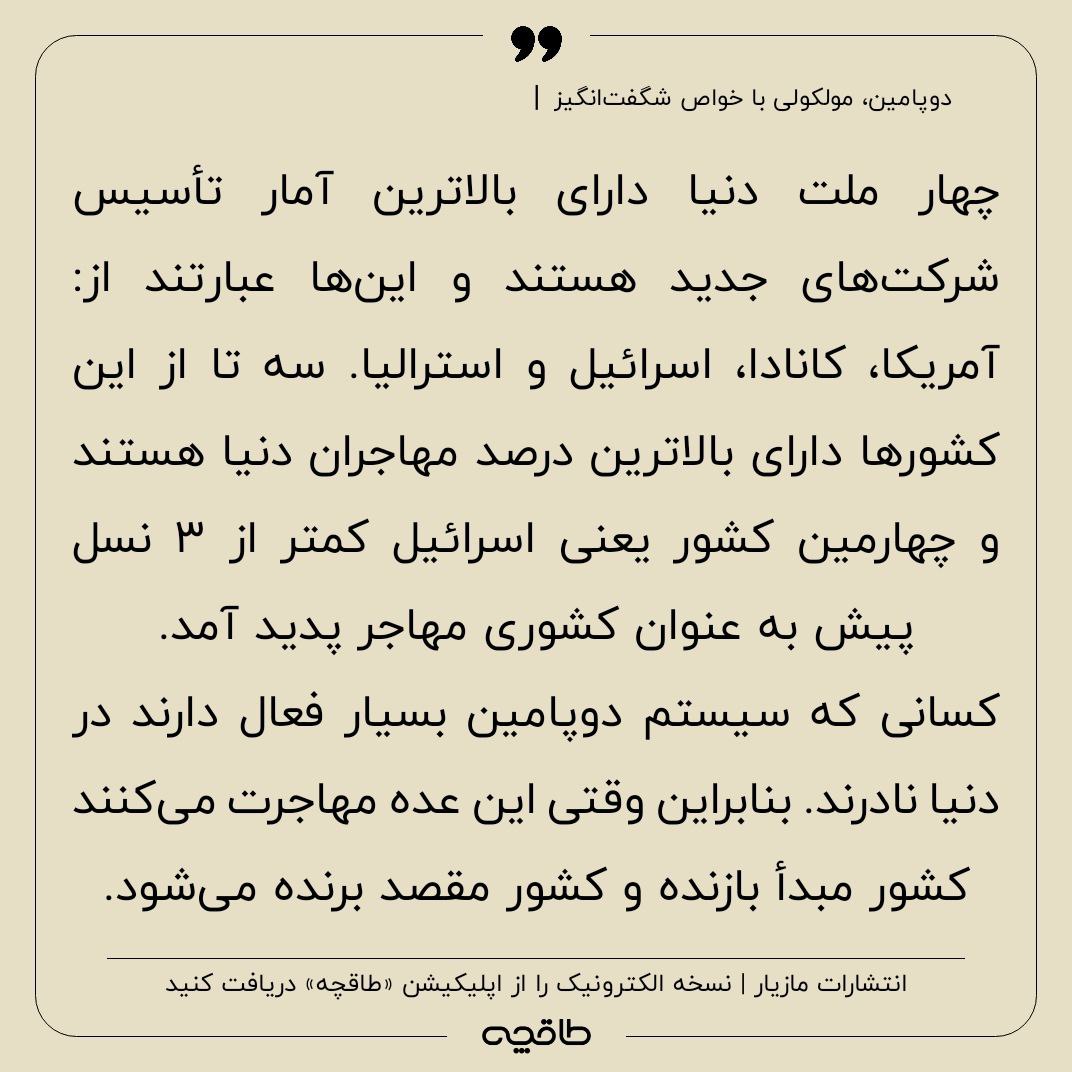 ❟❟
دوپامین، مولکولی با خواص شگفت‌انگیز |
چهار ملت دنیا دارای بالاترین آمار تأسیس
شرکت‌های جدید هستند و این‌ها عبارتند از:
آمریکا، کانادا، اسرائیل و استرالیا. سه تا از این
کشورها دارای بالاترین درصد مهاجران دنیا هستند
و چهارمین کشور یعنی اسرائیل کمتر از ۳ نسل
پیش به عنوان کشوری مهاجر پدید آمد.
کسانی که سیستم دوپامین بسیار فعال دارند در
دنیا نادرند. بنابراین وقتی این عده مهاجرت می‌کنند
کشور مبدأ بازنده و کشور مقصد برنده می‌شود.
انتشارات مازیار | نسخه الکترونیک را از اپلیکیشن «طاقچه» دریافت کنید
طاقچه